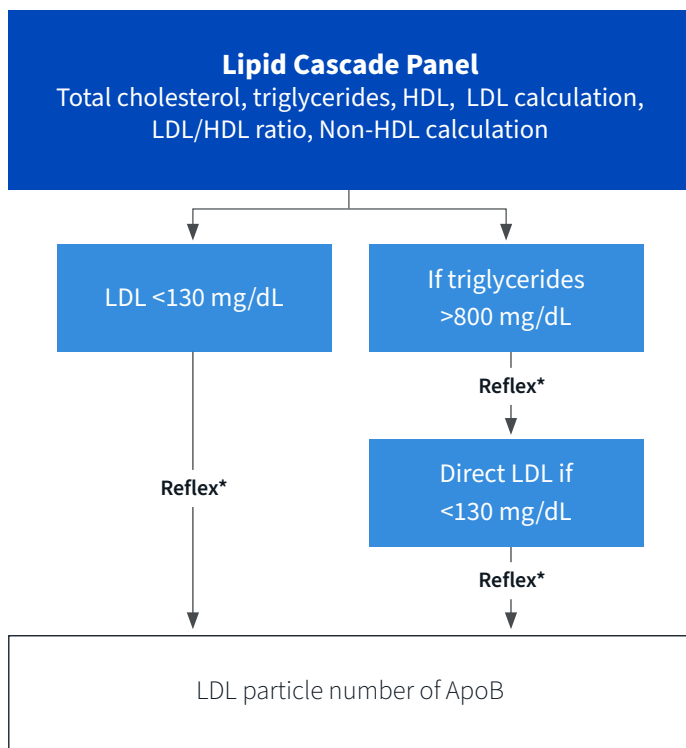 Lipid Cascade Panel
Total cholesterol, triglycerides, HDL, LDL calculation,
LDL/HDL ratio, Non-HDL calculation
LDL <130 mg/dL
If triglycerides
>800 mg/dL
Reflex*
Direct LDL if
<130 mg/dL
Reflex*
Reflex*
LDL particle number of ApoB